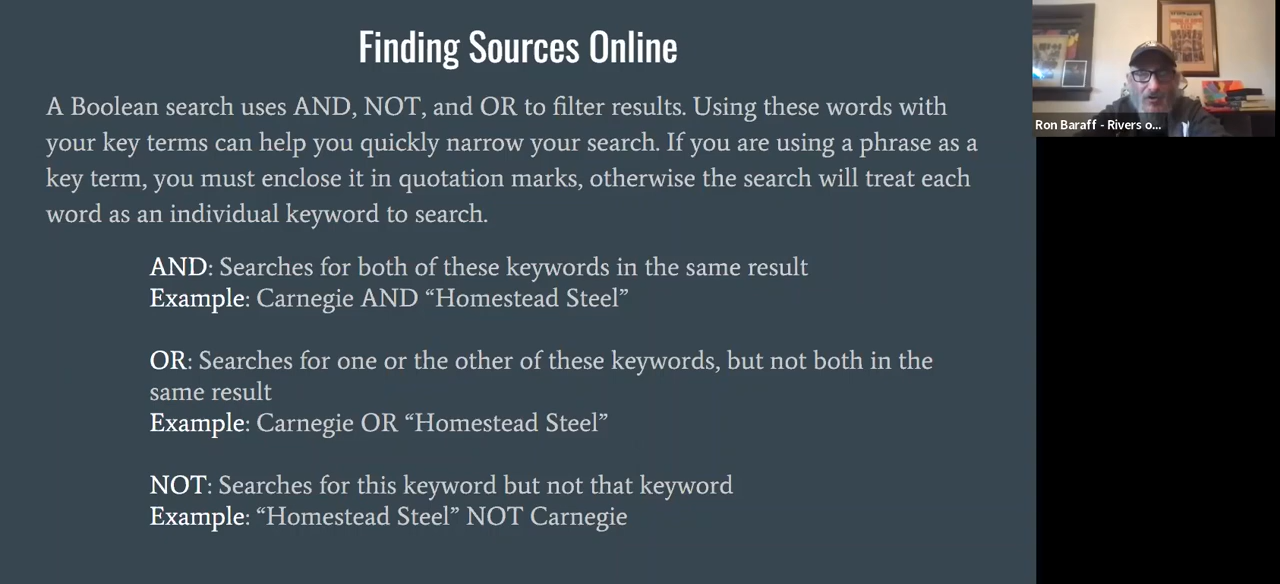 Finding Sources Online
A Boolean search uses AND, NOT, and OR to filter results. Using these words with
your key terms can help you quickly narrow your search. If you are using a phrase as a
key term, you must enclose it in quotation marks, otherwise the search will treat each
word as an individual keyword to search.
AND: Searches for both of these keywords in the same result
Example: Carnegie AND “Homestead Steel”
OR: Searches for one or the other of these keywords, but not both in the
same result
Example: Carnegie OR “Homestead Steel”
NOT: Searches for this keyword but not that keyword
Example: “Homestead Steel” NOT Carnegie
Ron Baraff - Rivers o...